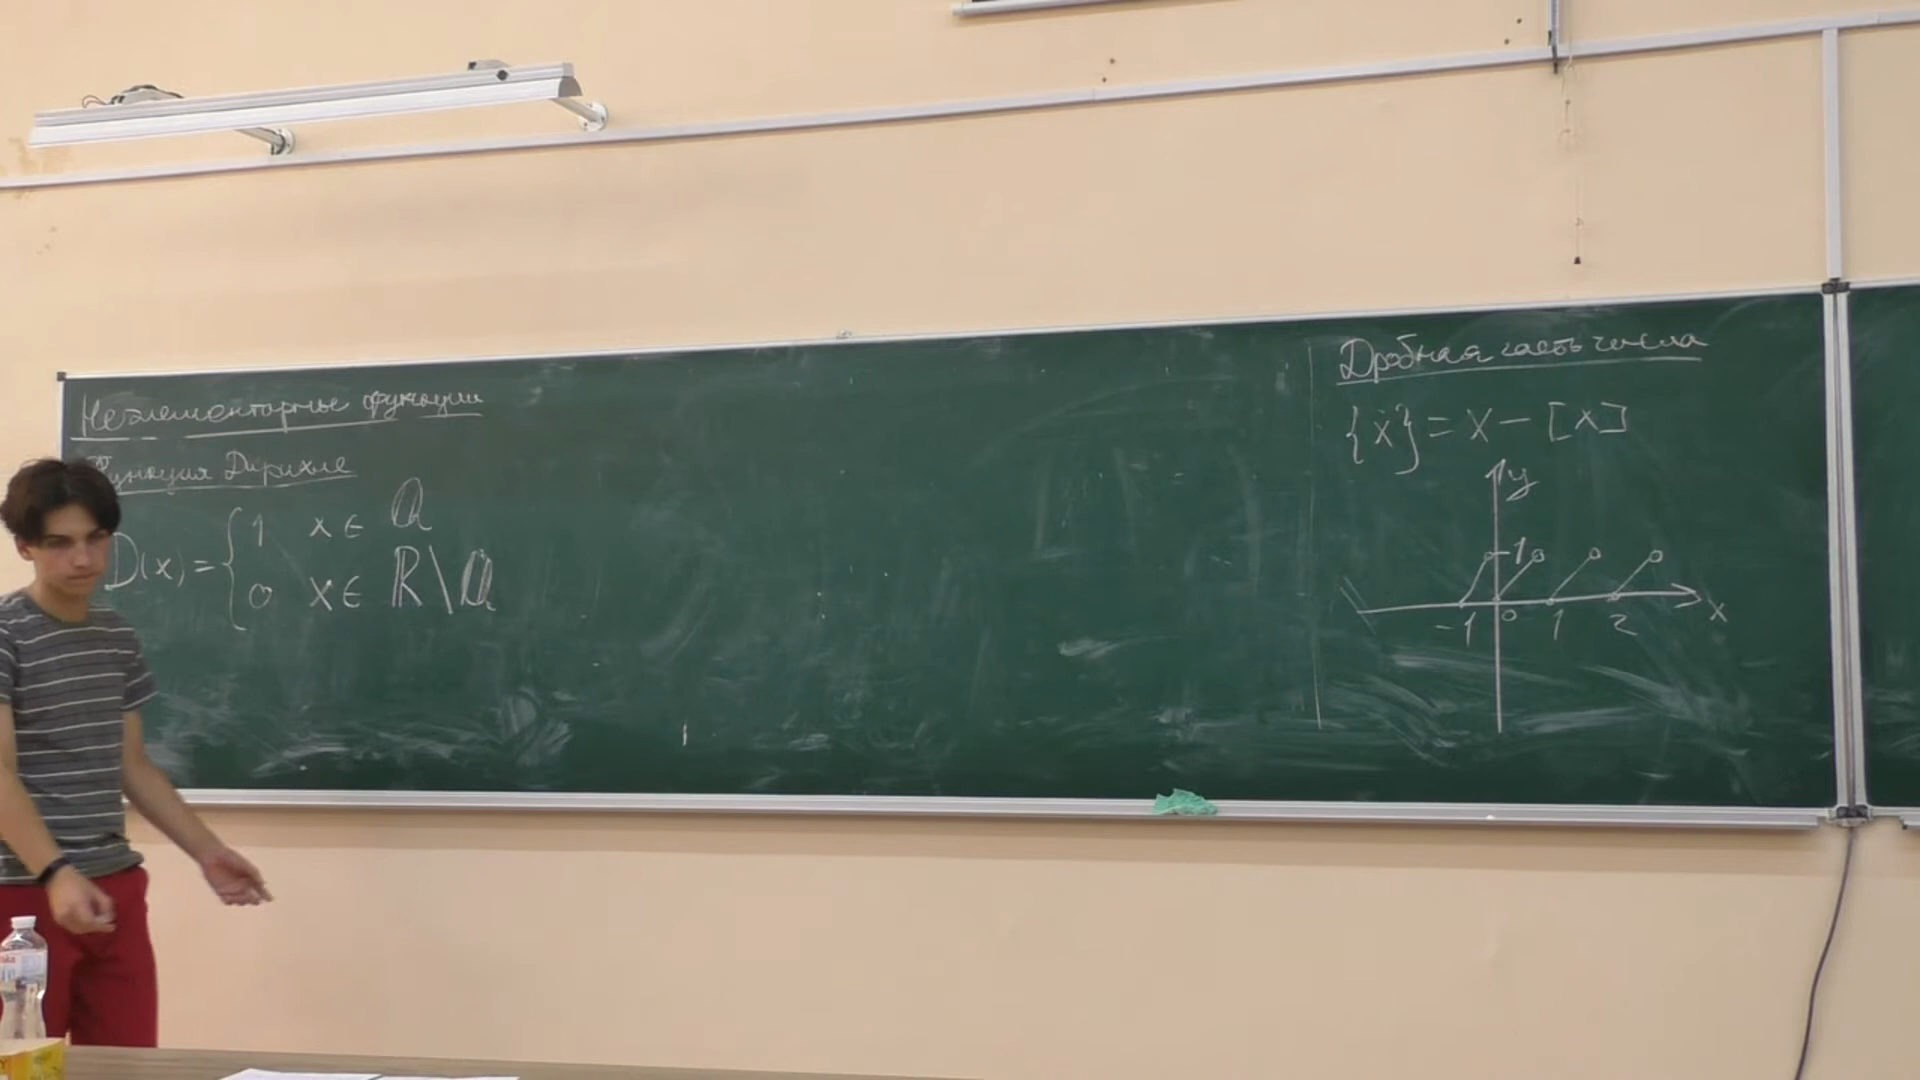 Неэлементарные функции
Функция Дирихле
D(x) = { 1 x ∈ ℚ
0 x ∈ ℝ \ ℚ
Дробная часть числа
{x} = x - [x]
y
1
-1 0 1 2 x